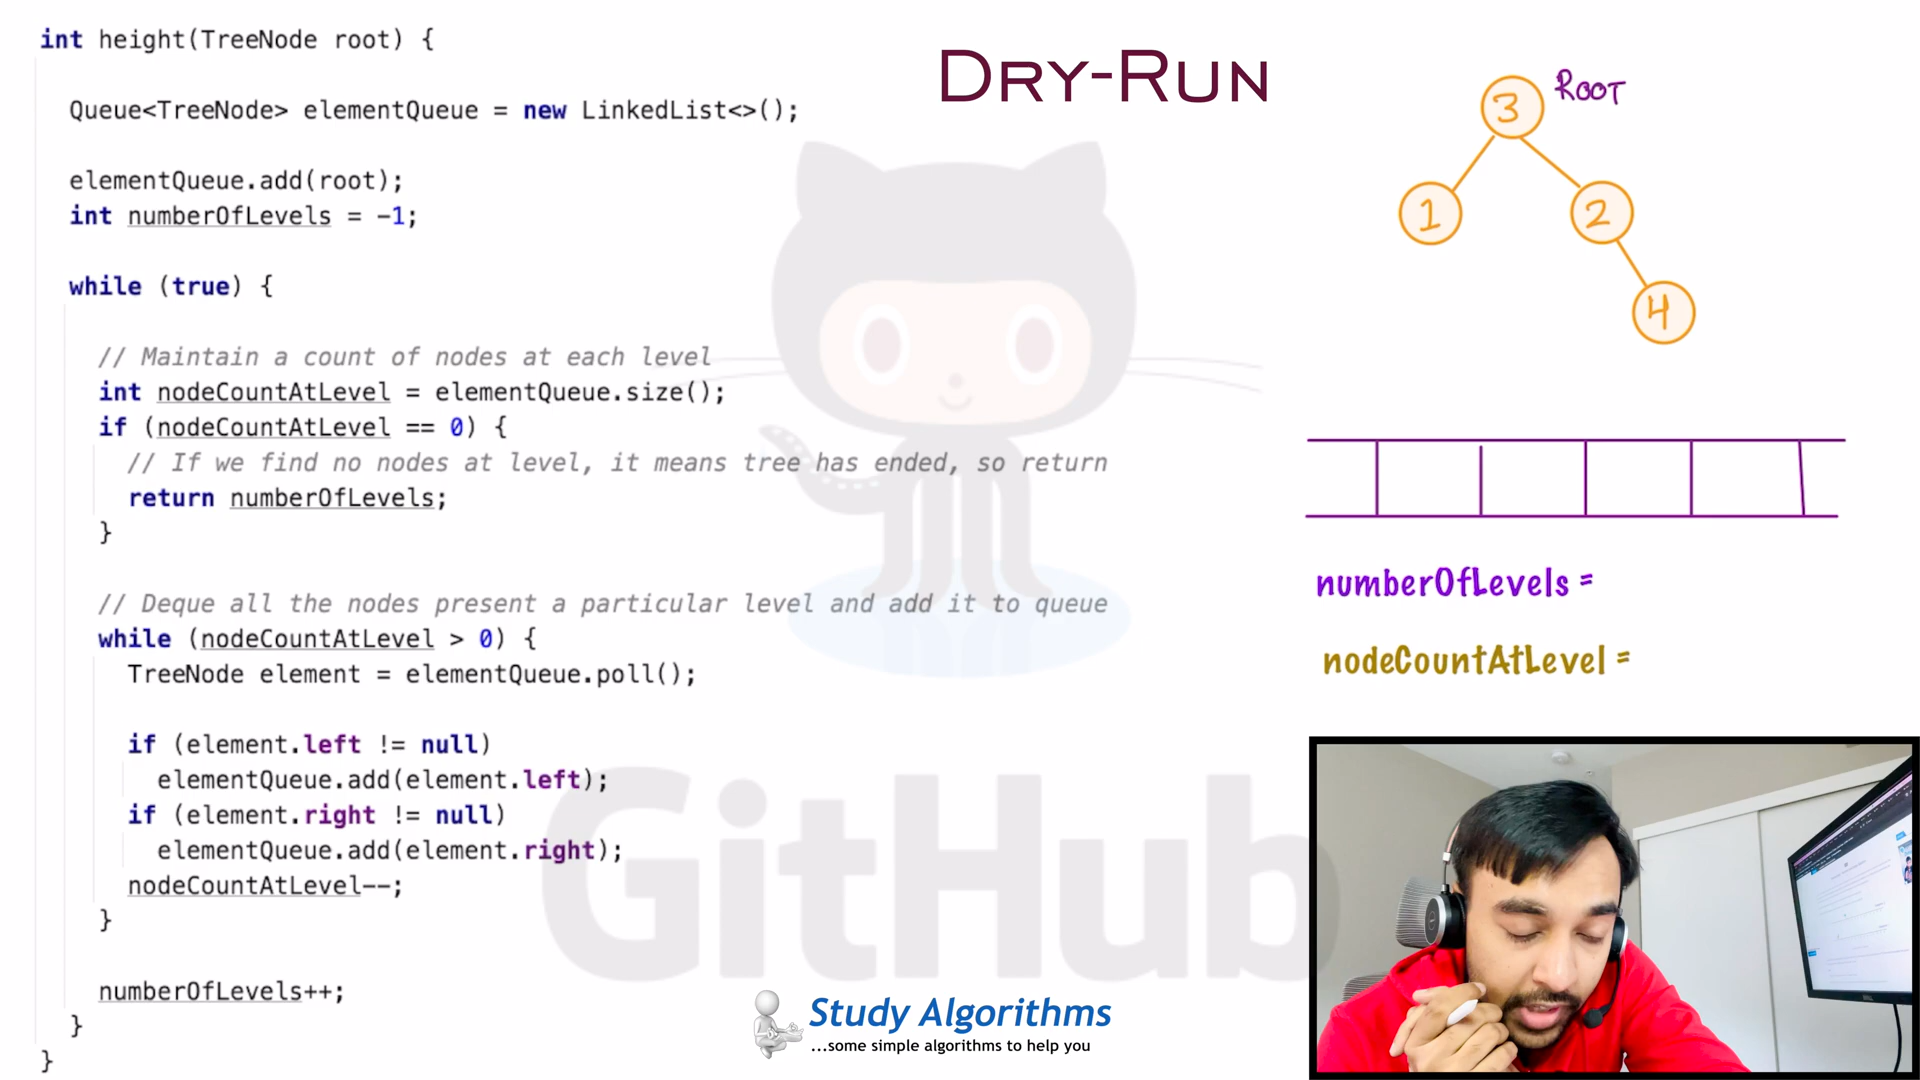 int height(TreeNode root) {
Queue<TreeNode> elementQueue = new LinkedList<>();
elementQueue.add(root);
int numberOfLevels = -1;
while (true) {
// Maintain a count of nodes at each level
int nodeCountAtLevel = elementQueue.size();
if (nodeCountAtLevel == 0) {
// If we find no nodes at level, it means tree has ended, so return
return numberOfLevels;
}
// Deque all the nodes present a particular level and add it to queue
while (nodeCountAtLevel > 0) {
TreeNode element = elementQueue.poll();
if (element.left != null)
elementQueue.add(element.left);
if (element.right != null)
elementQueue.add(element.right);
nodeCountAtLevel--;
}
numberOfLevels++;
}
}
DRY-RUN
3 ROOT
1 2
4
numberOfLevels =
nodeCountAtLevel =
GitHub
Study Algorithms
...some simple algorithms to help you